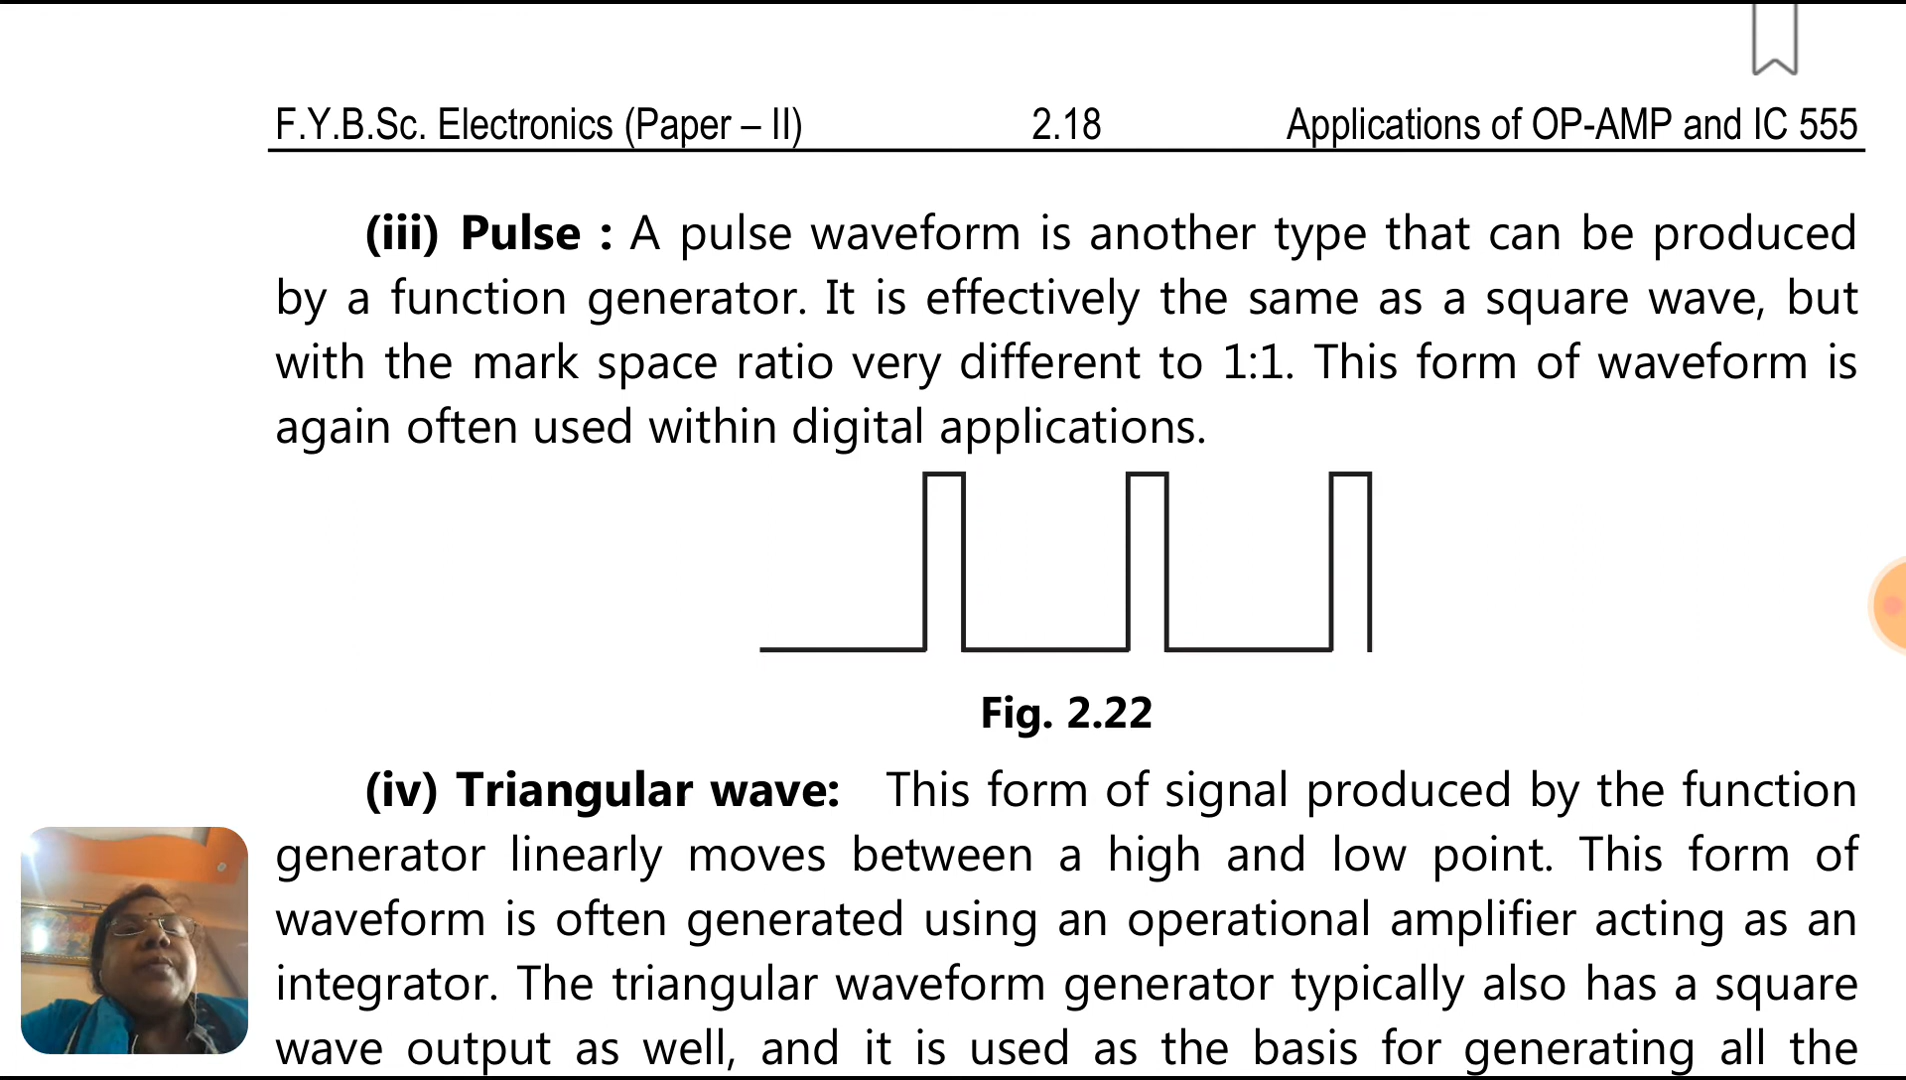 F.Y.B.Sc. Electronics (Paper – II) 2.18 Applications of OP-AMP and IC 555
(iii) Pulse : A pulse waveform is another type that can be produced
by a function generator. It is effectively the same as a square wave, but
with the mark space ratio very different to 1:1. This form of waveform is
again often used within digital applications.
Fig. 2.22
(iv) Triangular wave: This form of signal produced by the function
generator linearly moves between a high and low point. This form of
waveform is often generated using an operational amplifier acting as an
integrator. The triangular waveform generator typically also has a square
wave output as well, and it is used as the basis for generating all the